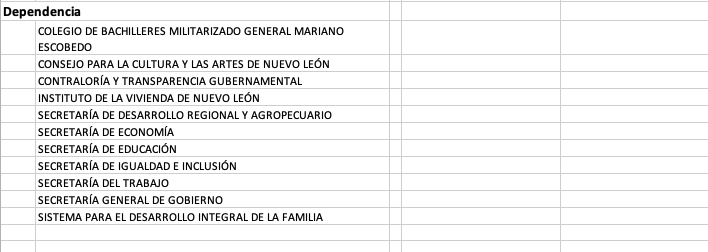 Dependencia
COLEGIO DE BACHILLERES MILITARIZADO GENERAL MARIANO
ESCOBEDO
CONSEJO PARA LA CULTURA Y LAS ARTES DE NUEVO LEÓN
CONTRALORÍA Y TRANSPARENCIA GUBERNAMENTAL
INSTITUTO DE LA VIVIENDA DE NUEVO LEÓN
SECRETARÍA DE DESARROLLO REGIONAL Y AGROPECUARIO
SECRETARÍA DE ECONOMÍA
SECRETARÍA DE EDUCACIÓN
SECRETARÍA DE IGUALDAD E INCLUSIÓN
SECRETARÍA DEL TRABAJO
SECRETARÍA GENERAL DE GOBIERNO
SISTEMA PARA EL DESARROLLO INTEGRAL DE LA FAMILIA